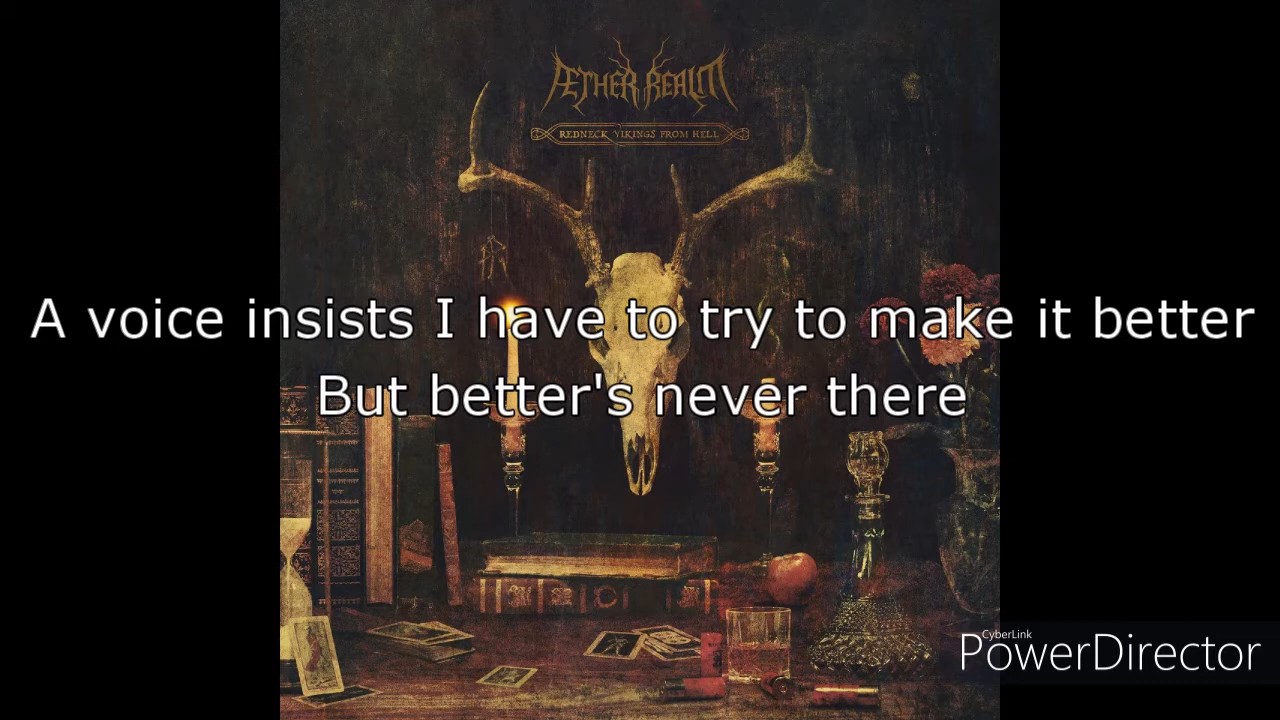 ÆTHER REALM
REDNECK VIKINGS FROM HELL
A voice insists I have to try to make it better
But better's never there
CyberLink
PowerDirector